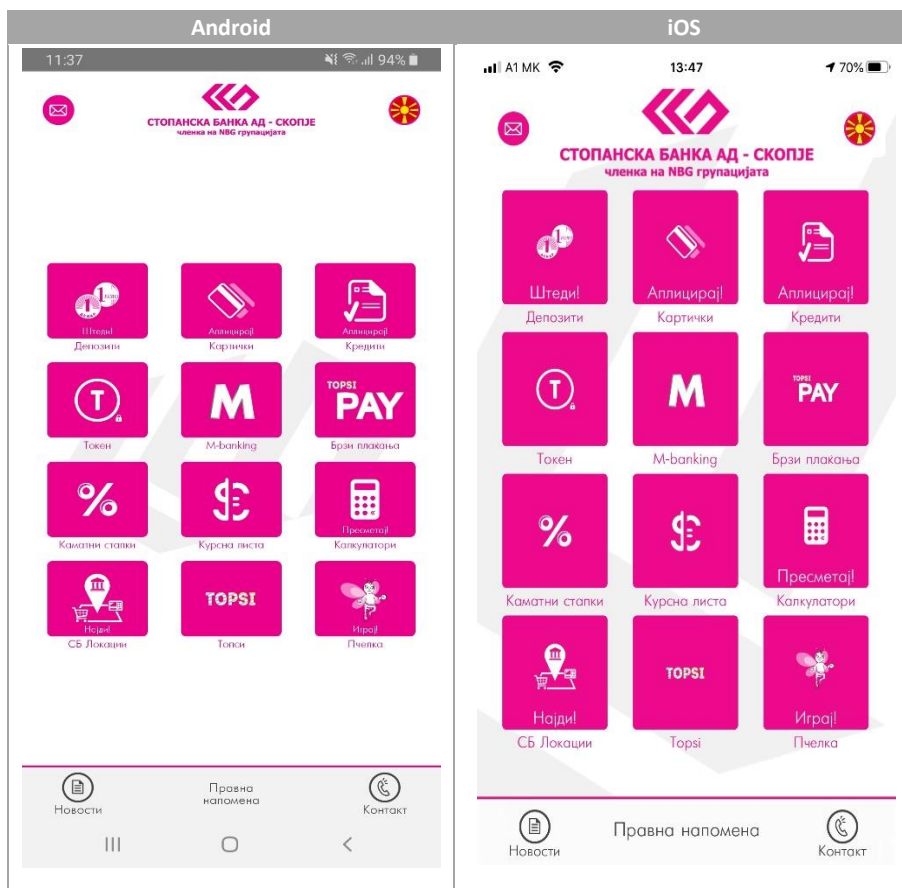 Android
iOS
11:37
94%
СТОПАНСКА БАНКА АД - СКОПЈЕ
членка на NBG групацијата
Штеди!
Аплицирај!
Аплицирај!
Депозити
Картички
Кредити
T
M
TOPSI
PAY
Токен
M-banking
Брзи плаќања
%
Пресметај!
Каматни стапки
Курсна листа
Калкулатори
Најди!
TOPSI
Играј!
СБ Локации
Топси
Пчелка
Новости
Правна
напомена
Контакт
A1 MK
13:47
70%
СТОПАНСКА БАНКА АД - СКОПЈЕ
членка на NBG групацијата
Штеди!
Аплицирај!
Аплицирај!
Депозити
Картички
Кредити
T
M
TOPSI
PAY
Токен
M-banking
Брзи плаќања
%
Пресметај!
Каматни стапки
Курсна листа
Калкулатори
Најди!
TOPSI
Играј!
СБ Локации
Topsi
Пчелка
Новости
Правна напомена
Контакт